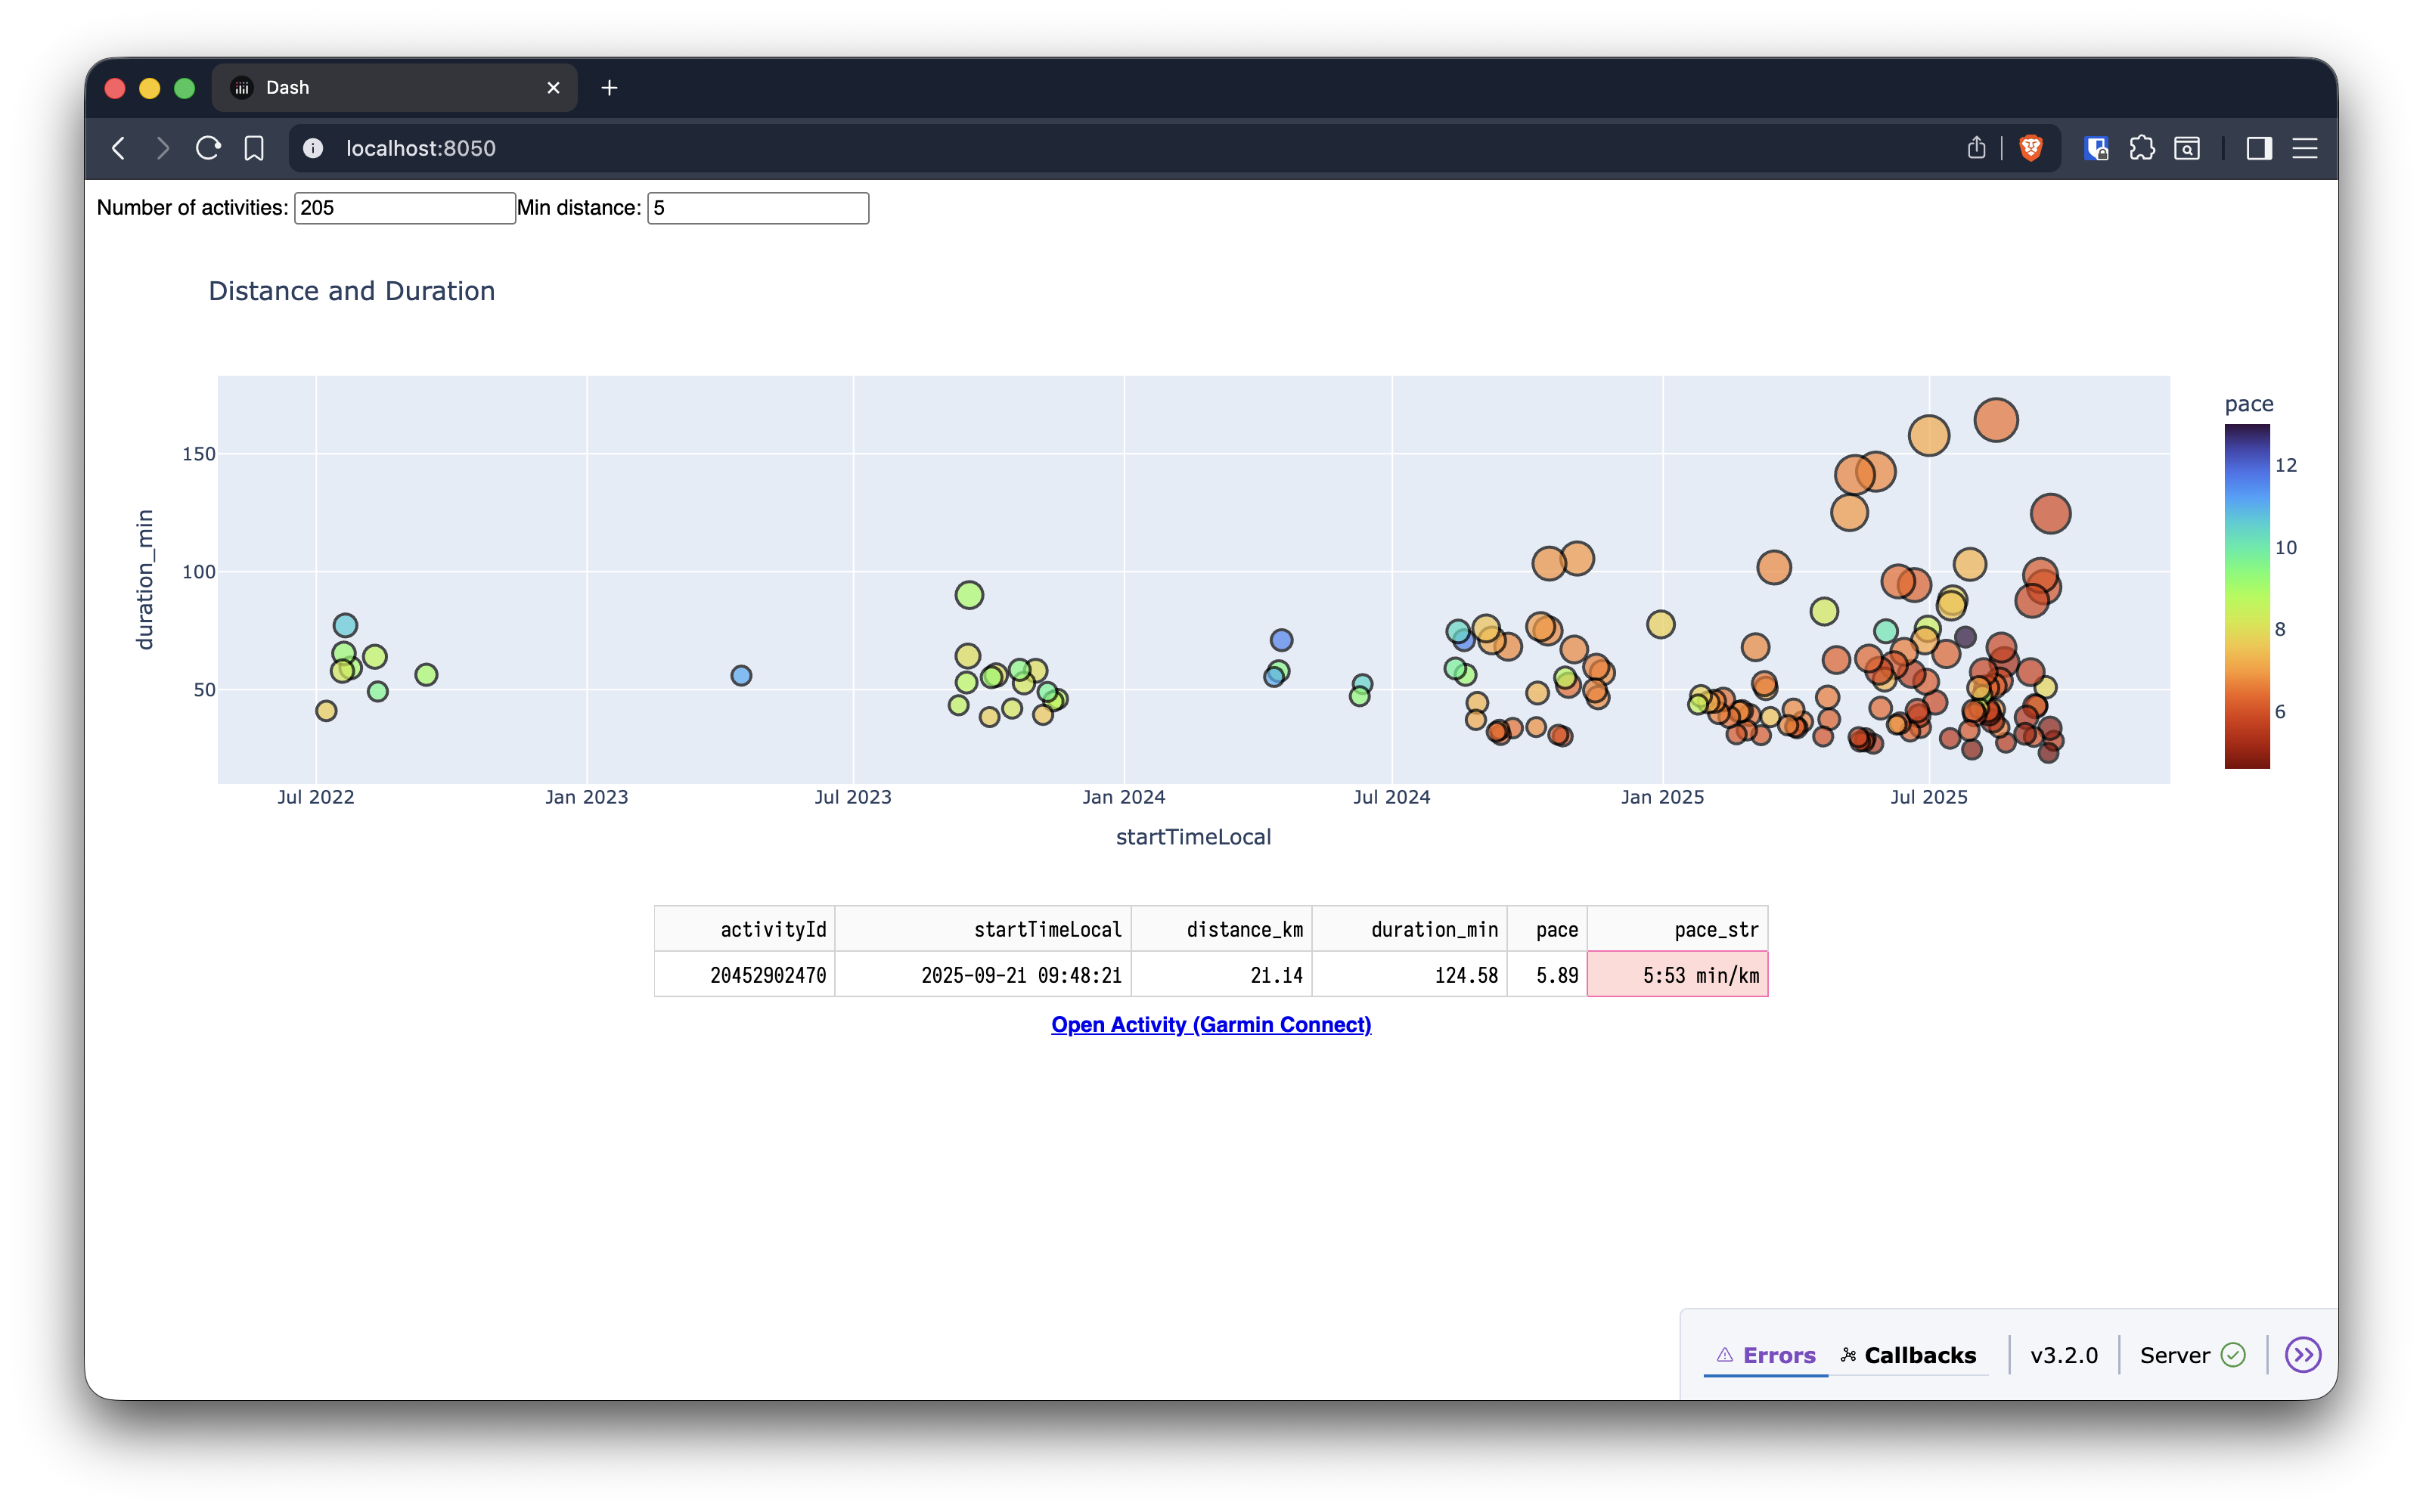 Dash
localhost:8050
Number of activities: 205 Min distance: 5
Distance and Duration
pace
12
10
8
6
duration_min
150
100
50
Jul 2022 Jan 2023 Jul 2023 Jan 2024 Jul 2024 Jan 2025 Jul 2025
startTimeLocal
activityId startTimeLocal distance_km duration_min pace pace_str
20452902470 2025-09-21 09:48:21 21.14 124.58 5.89 5:53 min/km
Open Activity (Garmin Connect)
Errors Callbacks v3.2.0 Server